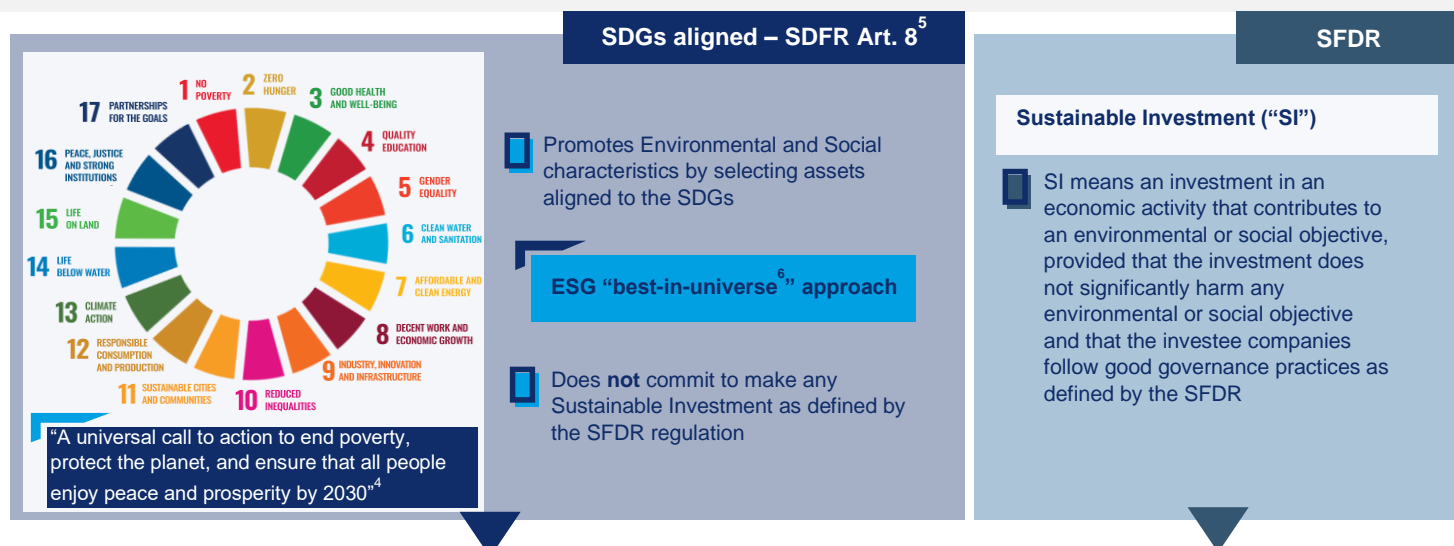 SDGs aligned – SDFR Art. 8⁵
1 NO
POVERTY
2 ZERO
HUNGER
3 GOOD HEALTH
AND WELL-BEING
4 QUALITY
EDUCATION
5 GENDER
EQUALITY
6 CLEAN WATER
AND SANITATION
7 AFFORDABLE AND
CLEAN ENERGY
8 DECENT WORK AND
ECONOMIC GROWTH
9 INDUSTRY, INNOVATION
AND INFRASTRUCTURE
10 REDUCED
INEQUALITIES
11 SUSTAINABLE CITIES
AND COMMUNITIES
12 RESPONSIBLE
CONSUMPTION
AND PRODUCTION
13 CLIMATE
ACTION
14 LIFE
BELOW WATER
15 LIFE
ON LAND
16 PEACE, JUSTICE
AND STRONG
INSTITUTIONS
17 PARTNERSHIPS
FOR THE GOALS
“A universal call to action to end poverty,
protect the planet, and ensure that all people
enjoy peace and prosperity by 2030”⁴
Promotes Environmental and Social
characteristics by selecting assets
aligned to the SDGs
ESG “best-in-universe⁶” approach
Does not commit to make any
Sustainable Investment as defined by
the SFDR regulation
SFDR
Sustainable Investment (“SI”)
SI means an investment in an
economic activity that contributes to
an environmental or social objective,
provided that the investment does
not significantly harm any
environmental or social objective
and that the investee companies
follow good governance practices as
defined by the SFDR